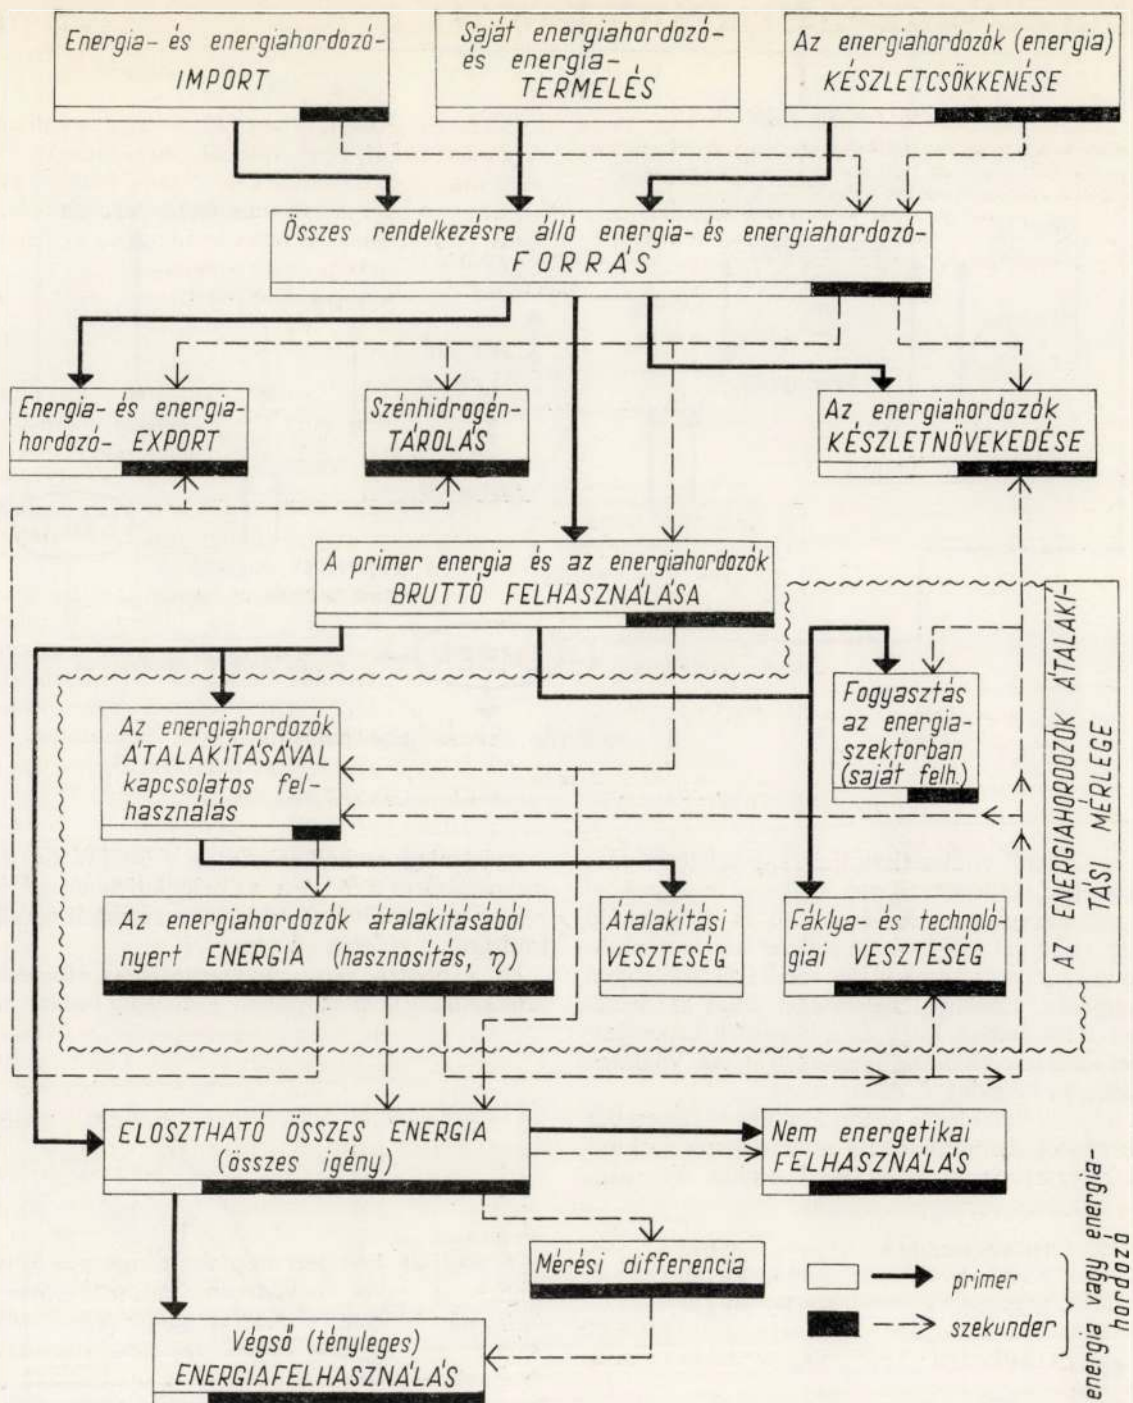 Energia- és energiahordozó-
IMPORT
Saját energiahordozó-
és energia-
TERMELÉS
Az energiahordozók (energia)
KÉSZLETCSÖKKENÉSE
Összes rendelkezésre álló energia- és energiahordozó-
FORRÁS
Energia- és energia-
hordozó- EXPORT
Szénhidrogén-
TÁROLÁS
Az energiahordozók
KÉSZLETNÖVEKEDÉSE
A primer energia és az energiahordozók
BRUTTÓ FELHASZNÁLÁSA
Az energiahordozók
ÁTALAKÍTÁSÁVAL
kapcsolatos fel-
használás
Fogyasztás
az energia-
szektorban
(saját felh.)
AZ ENERGIAHORDOZÓK ÁTALAKÍ-
TÁSI MÉRLEGE
Az energiahordozók átalakításából
nyert ENERGIA (hasznosítás, η)
Átalakítási
VESZTESÉG
Fáklya- és technoló-
giai VESZTESÉG
ELOSZTHATÓ ÖSSZES ENERGIA
(összes igény)
Nem energetikai
FELHASZNÁLÁS
Mérési differencia
Végső (tényleges)
ENERGIAFELHASZNÁLÁS
primer
szekunder
energia vagy energia-
hordozó